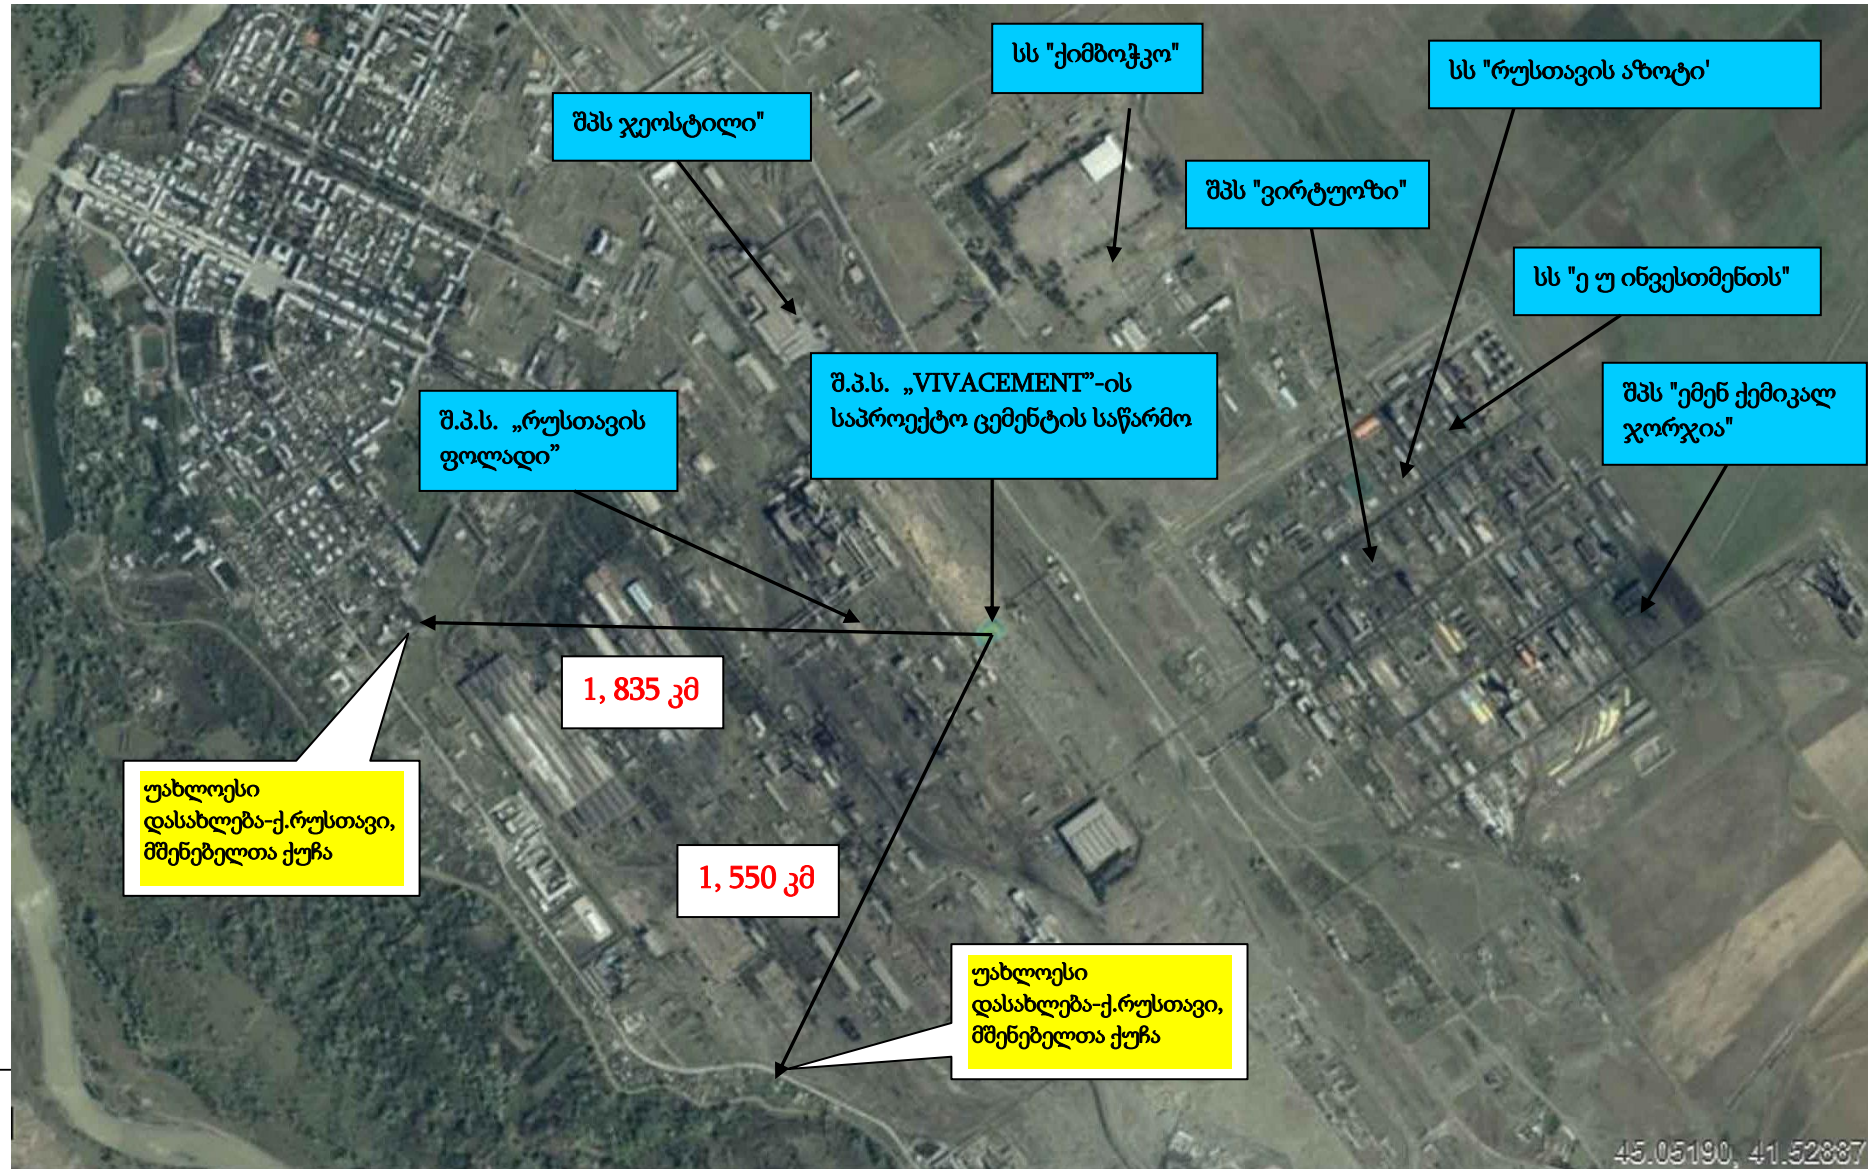 სს "ქიმბოჭკო"
სს "რუსთავის აზოტი'
შპს ჯეოსტილი"
შპს "ვირტუოზი"
სს "ე უ ინვესთმენთს"
შ.პ.ს. „VIVACEMENT”-ის
საპროექტო ცემენტის საწარმო
შპს "ემენ ქემიკალ
ჯორჯია"
შ.პ.ს. „რუსთავის
ფოლადი”
1, 835 კმ
უახლოესი
დასახლება-ქ.რუსთავი,
მშენებელთა ქუჩა
1, 550 კმ
უახლოესი
დასახლება-ქ.რუსთავი,
მშენებელთა ქუჩა
45.05190, 41.52887